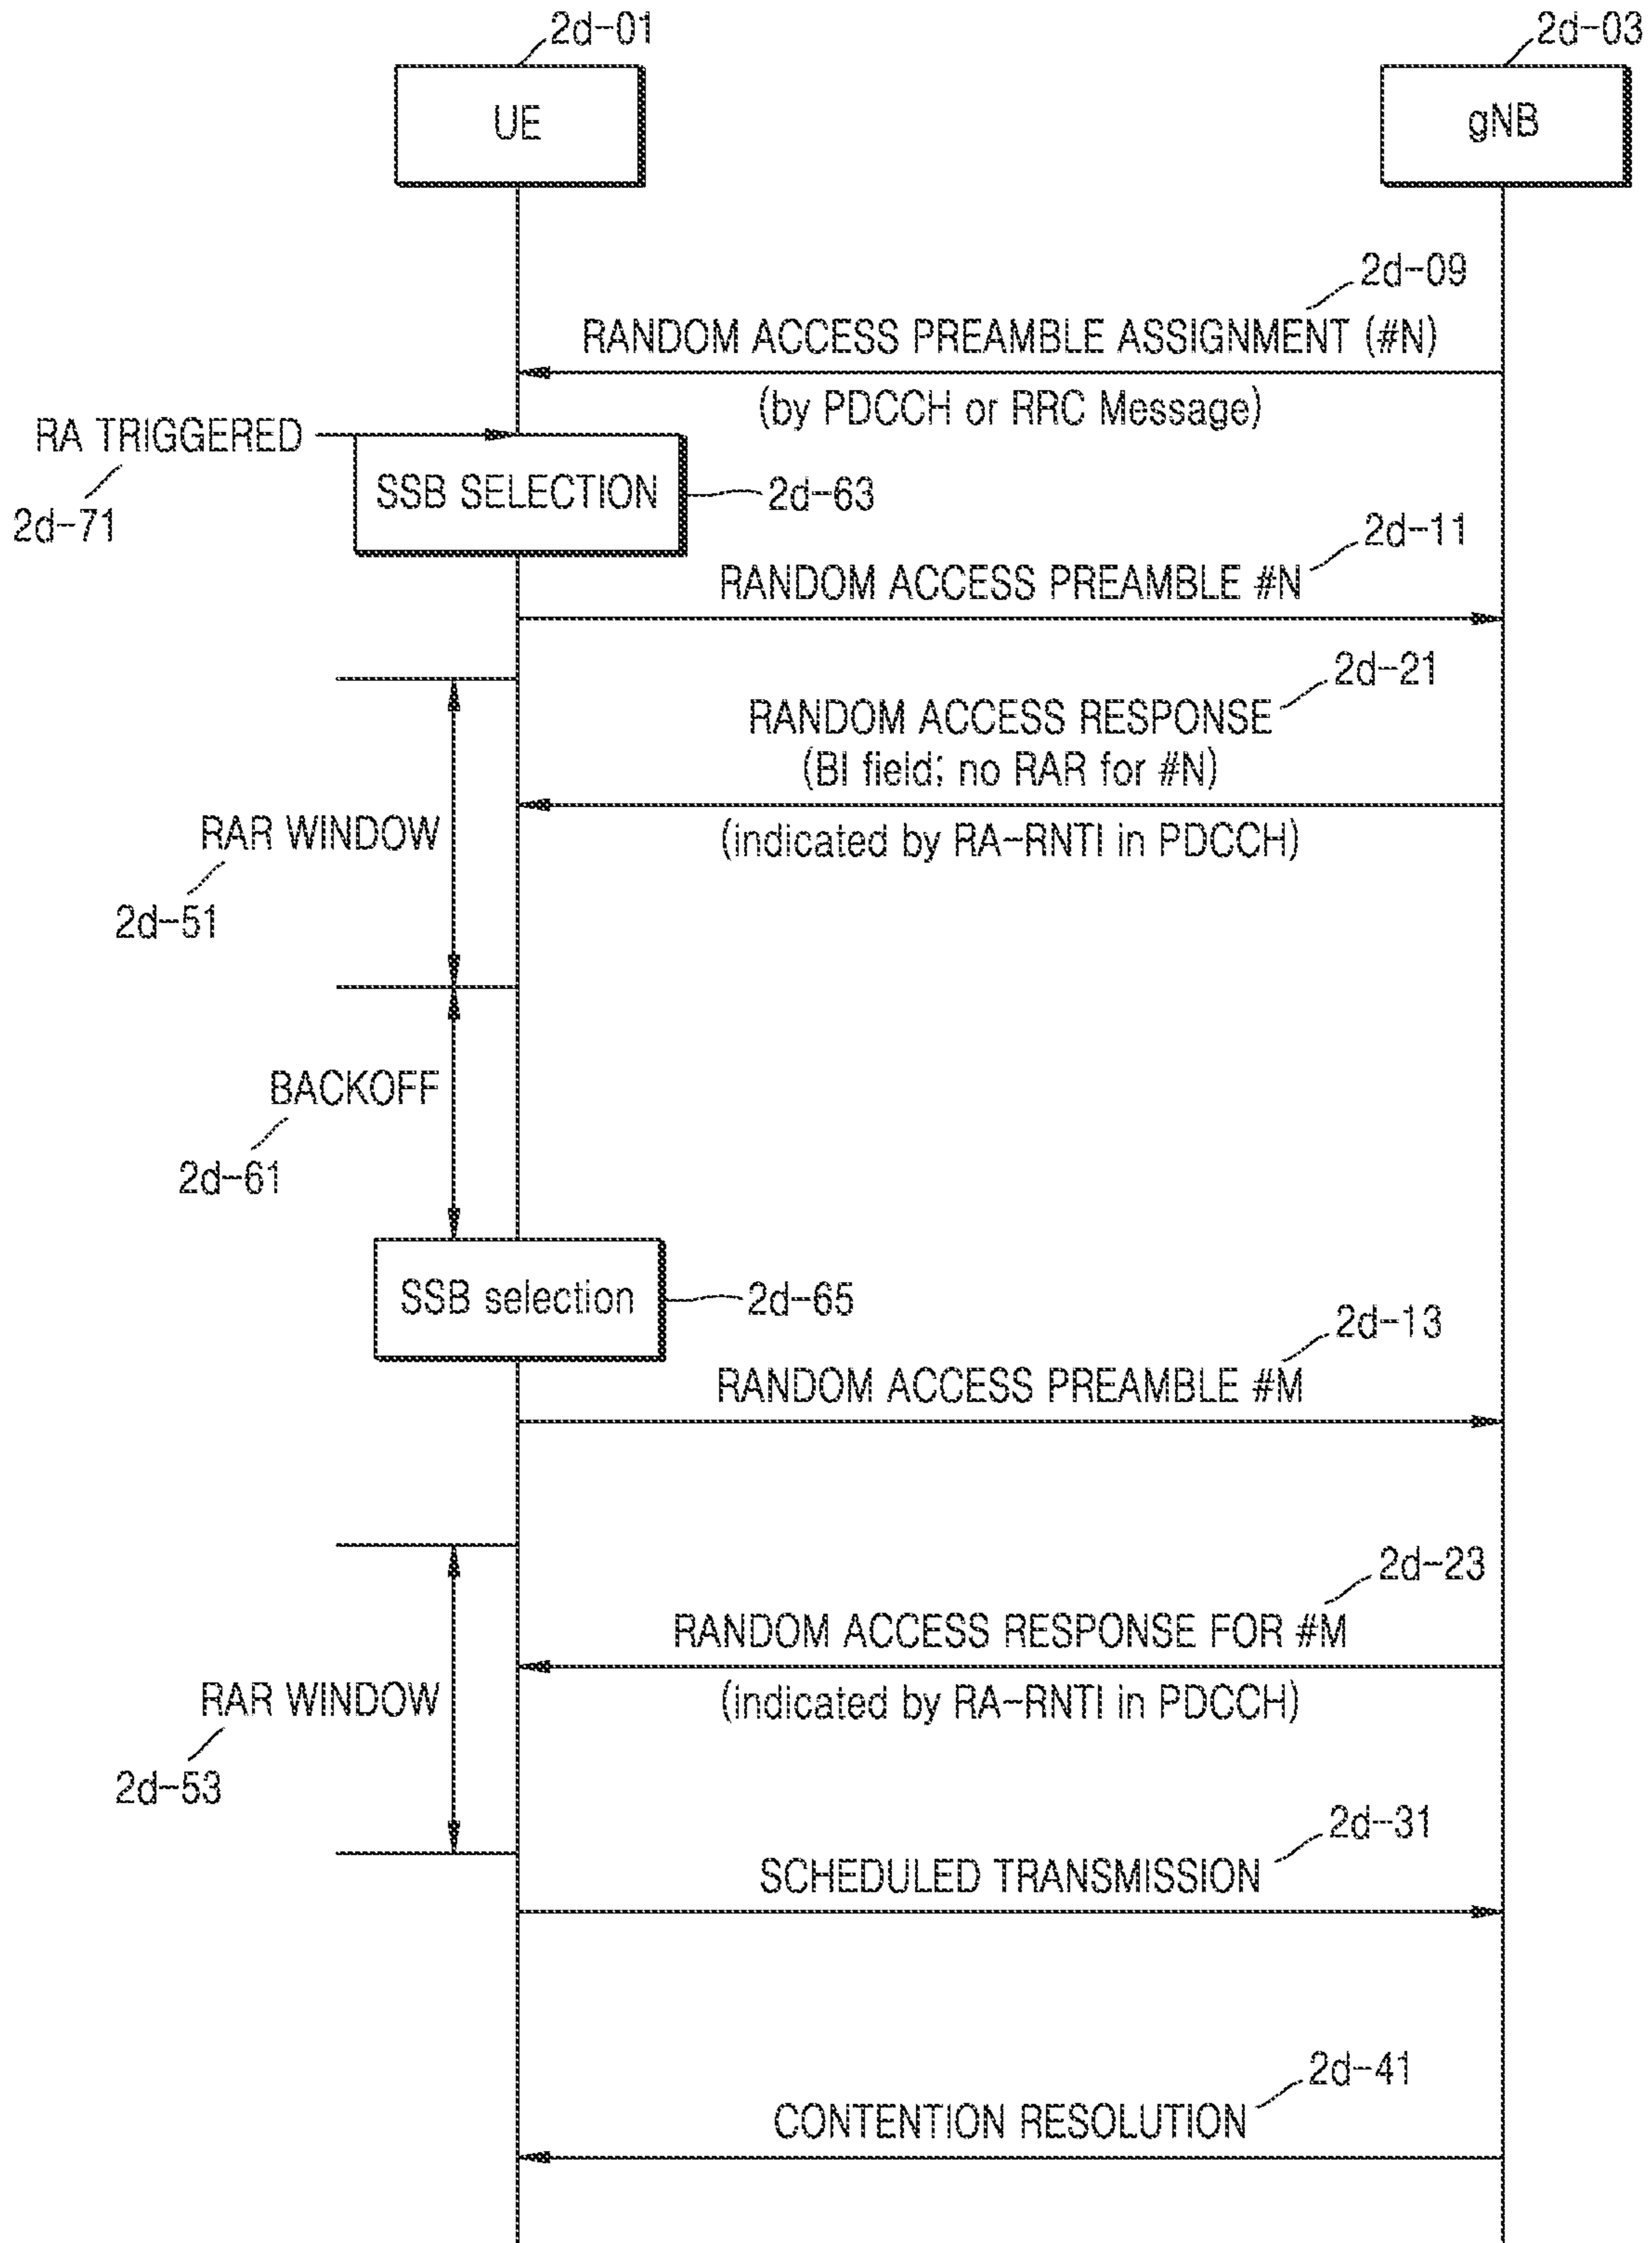 2d-01
2d-03
UE
gNB
2d-09
RANDOM ACCESS PREAMBLE ASSIGNMENT (#N)
(by PDCCH or RRC Message)
RA TRIGGERED
2d-71
SSB SELECTION
2d-63
2d-11
RANDOM ACCESS PREAMBLE #N
2d-21
RANDOM ACCESS RESPONSE
(BI field; no RAR for #N)
(indicated by RA-RNTI in PDCCH)
RAR WINDOW
2d-51
BACKOFF
2d-61
SSB selection
2d-65
2d-13
RANDOM ACCESS PREAMBLE #M
2d-23
RANDOM ACCESS RESPONSE FOR #M
(indicated by RA-RNTI in PDCCH)
RAR WINDOW
2d-53
2d-31
SCHEDULED TRANSMISSION
2d-41
CONTENTION RESOLUTION